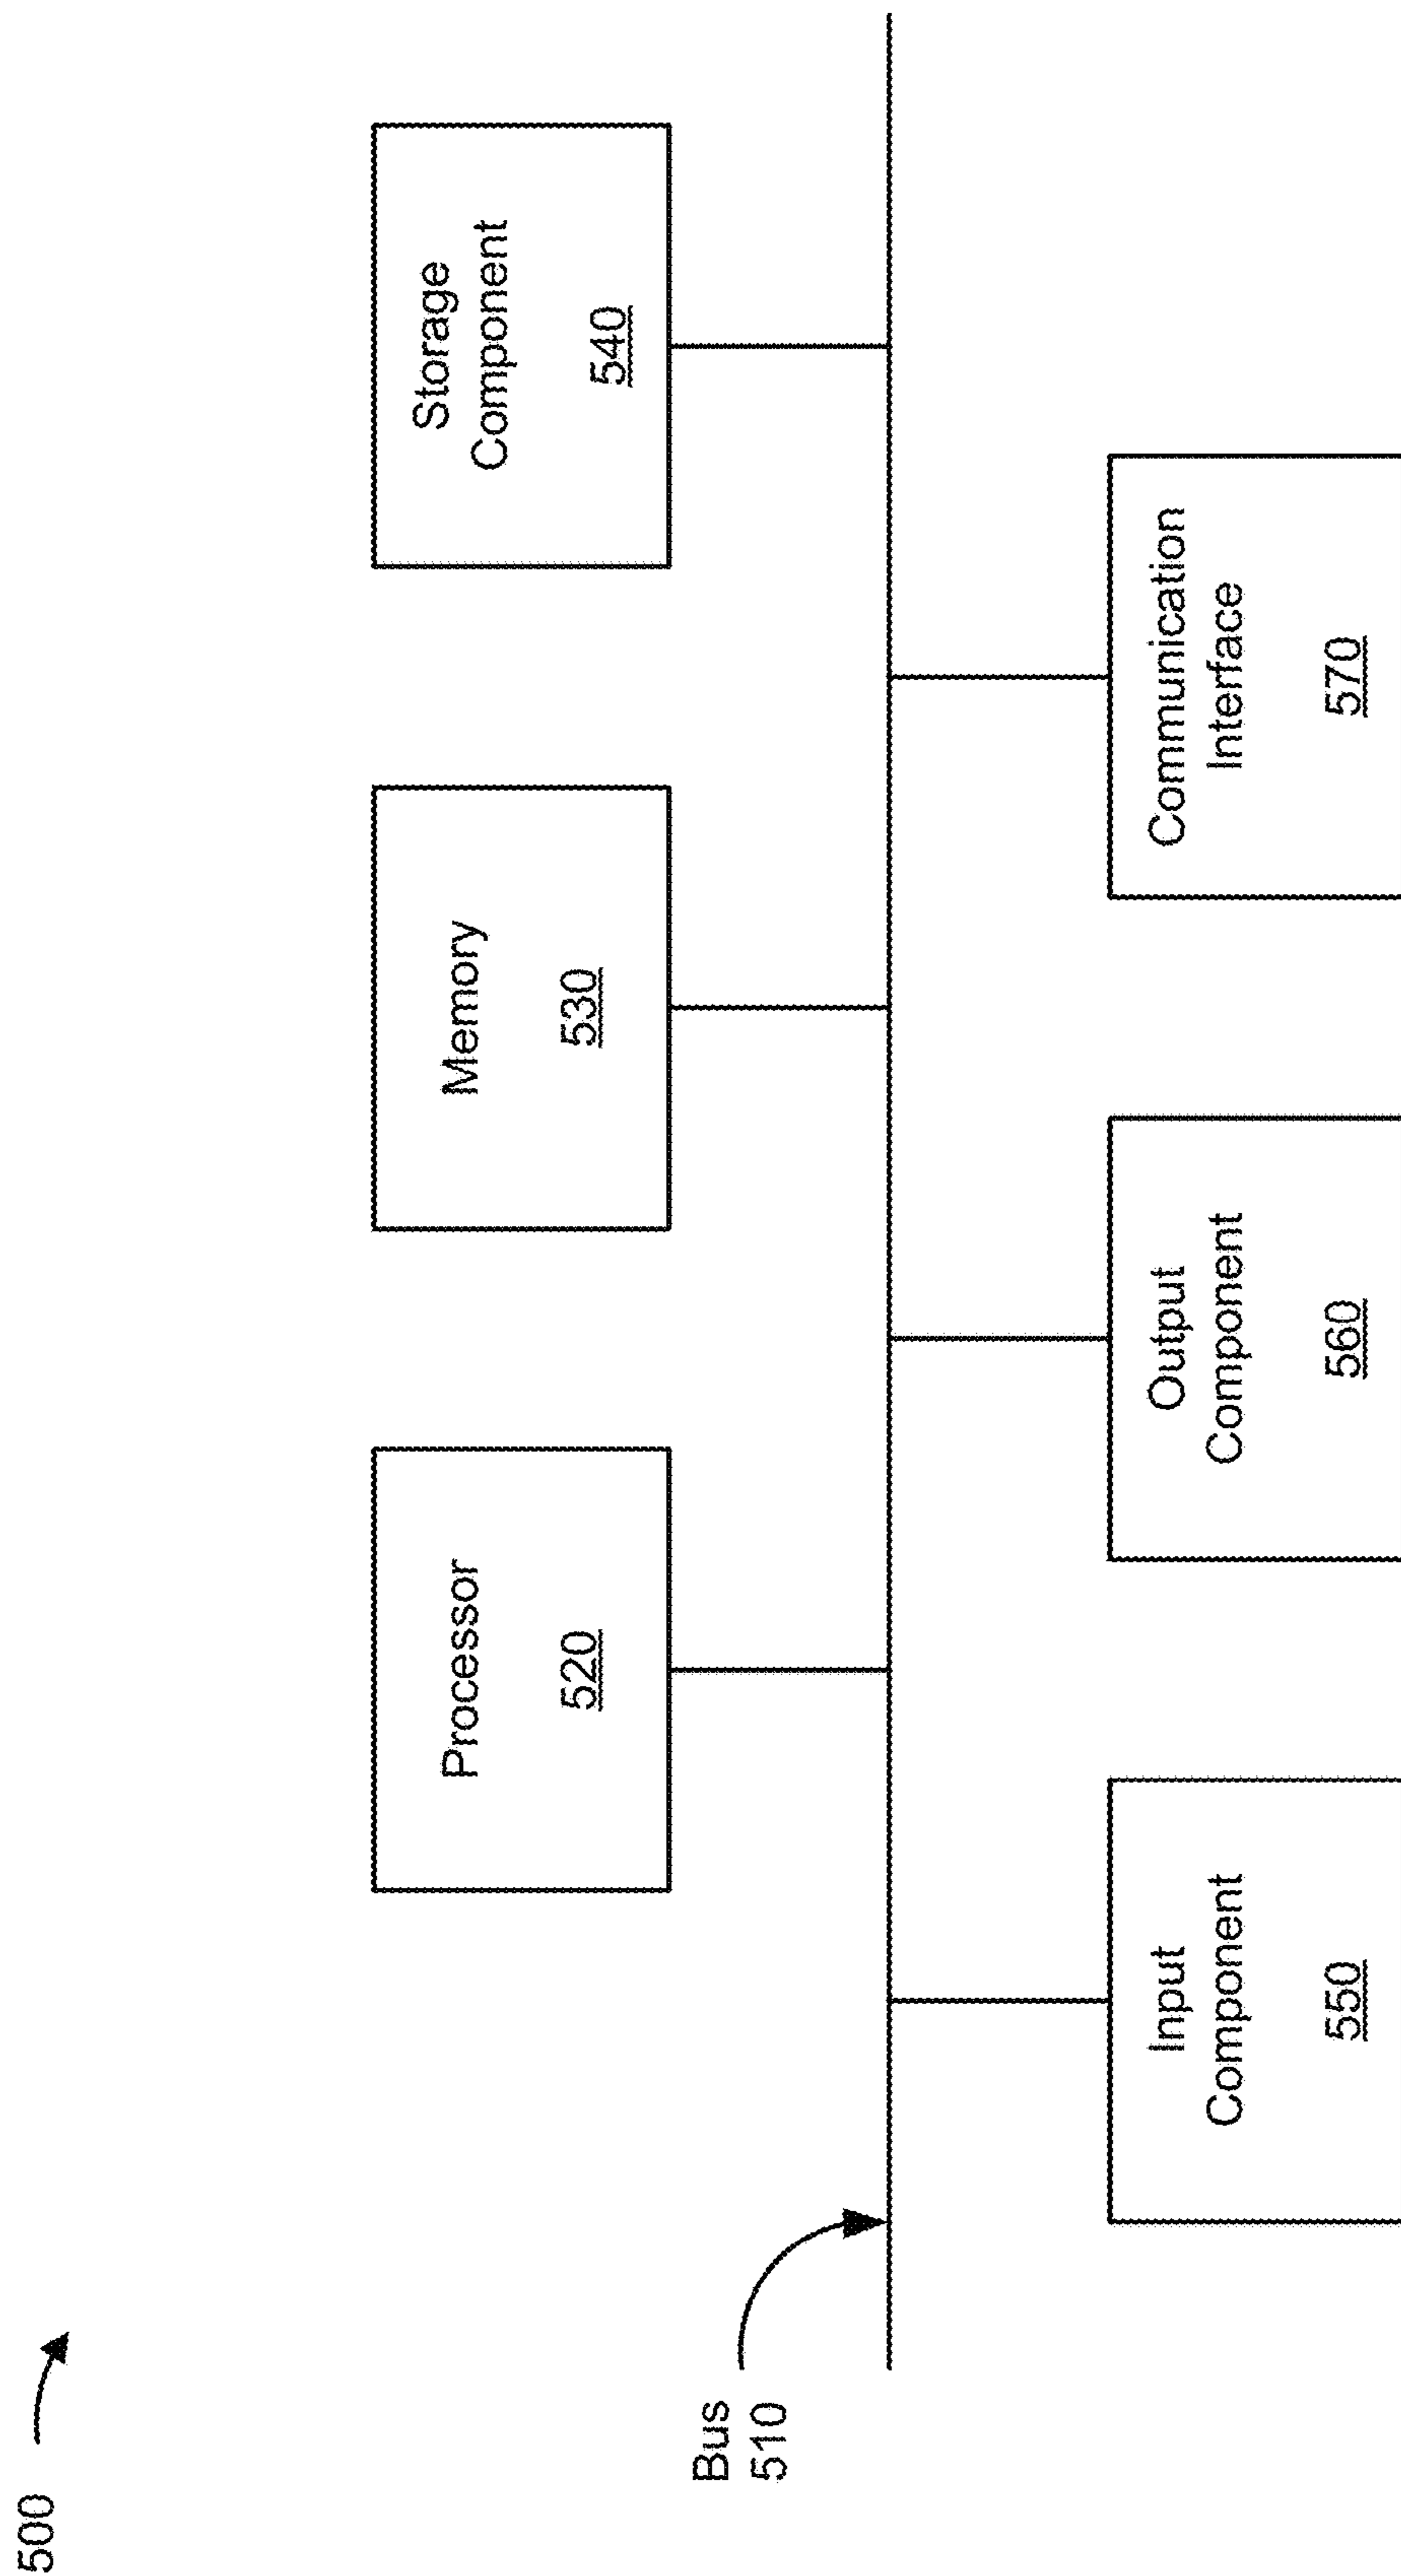 500
Processor
520
Memory
530
Storage
Component
540
Bus
510
Input
Component
550
Output
Component
560
Communication
Interface
570